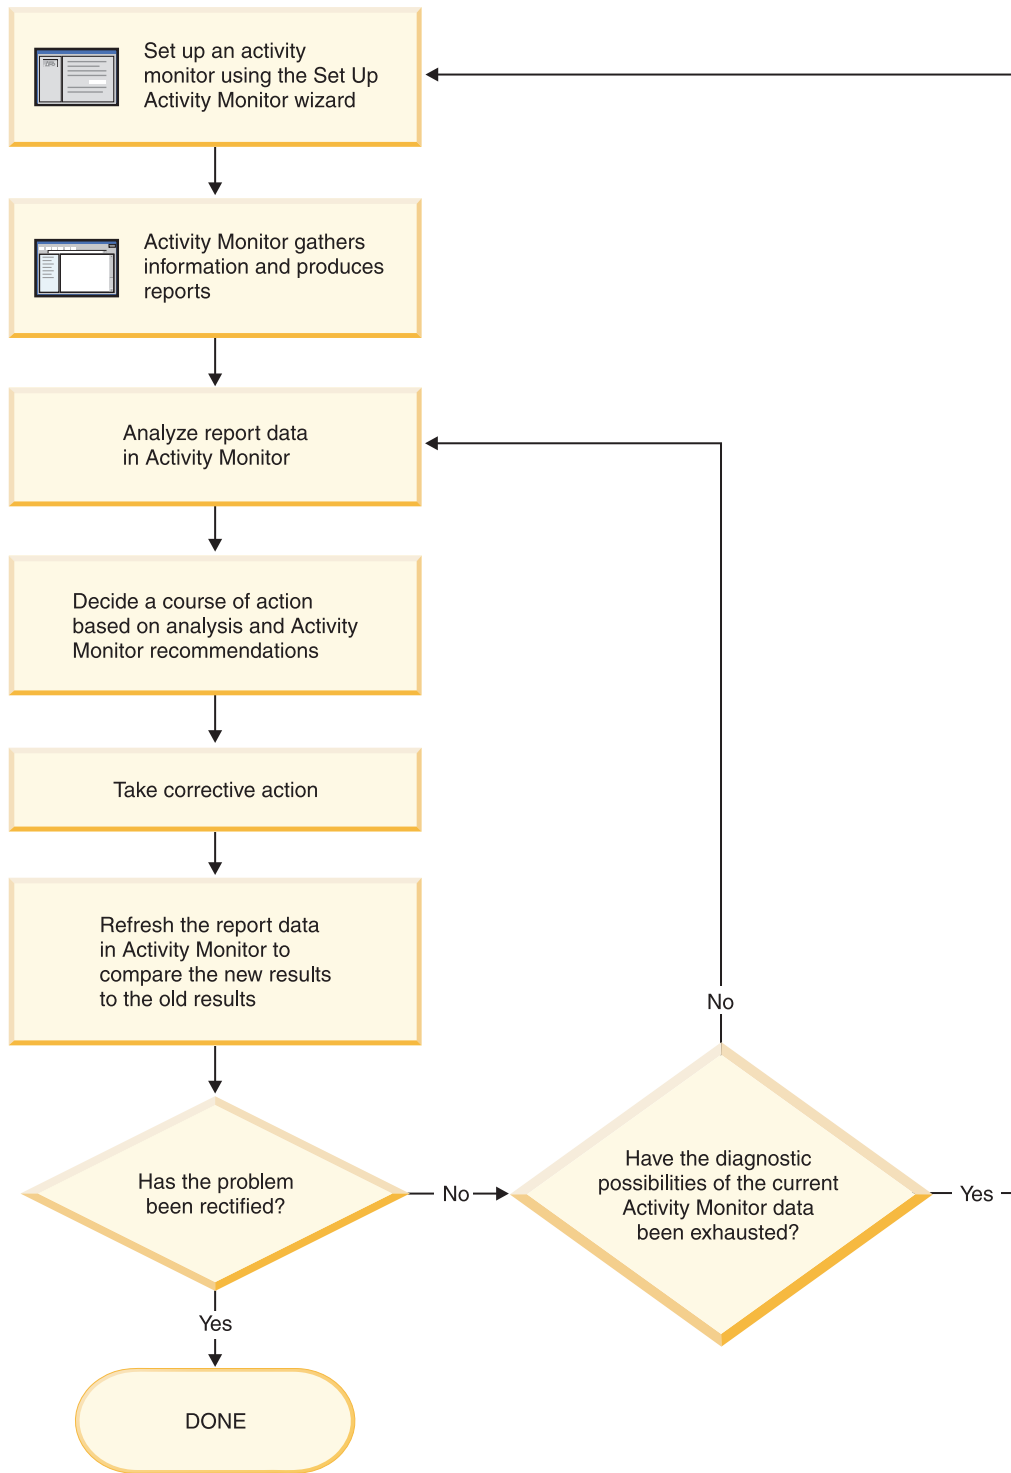 Set up an activity
monitor using the Set Up
Activity Monitor wizard
Activity Monitor gathers
information and produces
reports
Analyze report data
in Activity Monitor
Decide a course of action
based on analysis and Activity
Monitor recommendations
Take corrective action
Refresh the report data
in Activity Monitor to
compare the new results
to the old results
No
Has the problem
been rectified?
No
Have the diagnostic
possibilities of the current
Activity Monitor data
been exhausted?
Yes
Yes
DONE